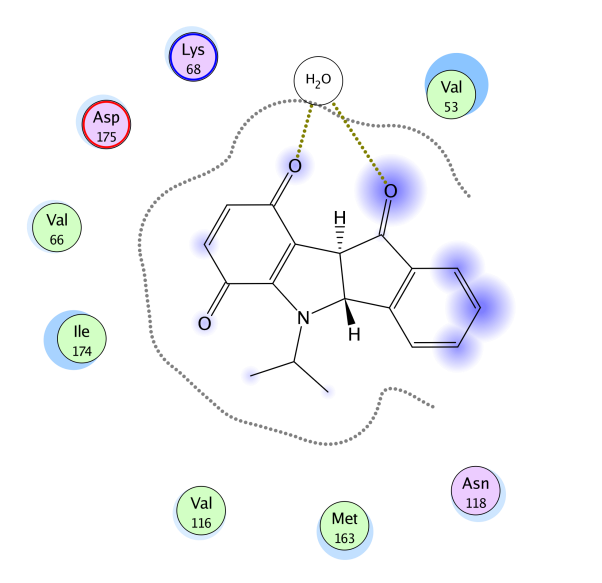 Lys
68
H₂O
Val
53
Asp
175
O
O
H
Val
66
O
N
H
Ile
174
Asn
118
Val
116
Met
163